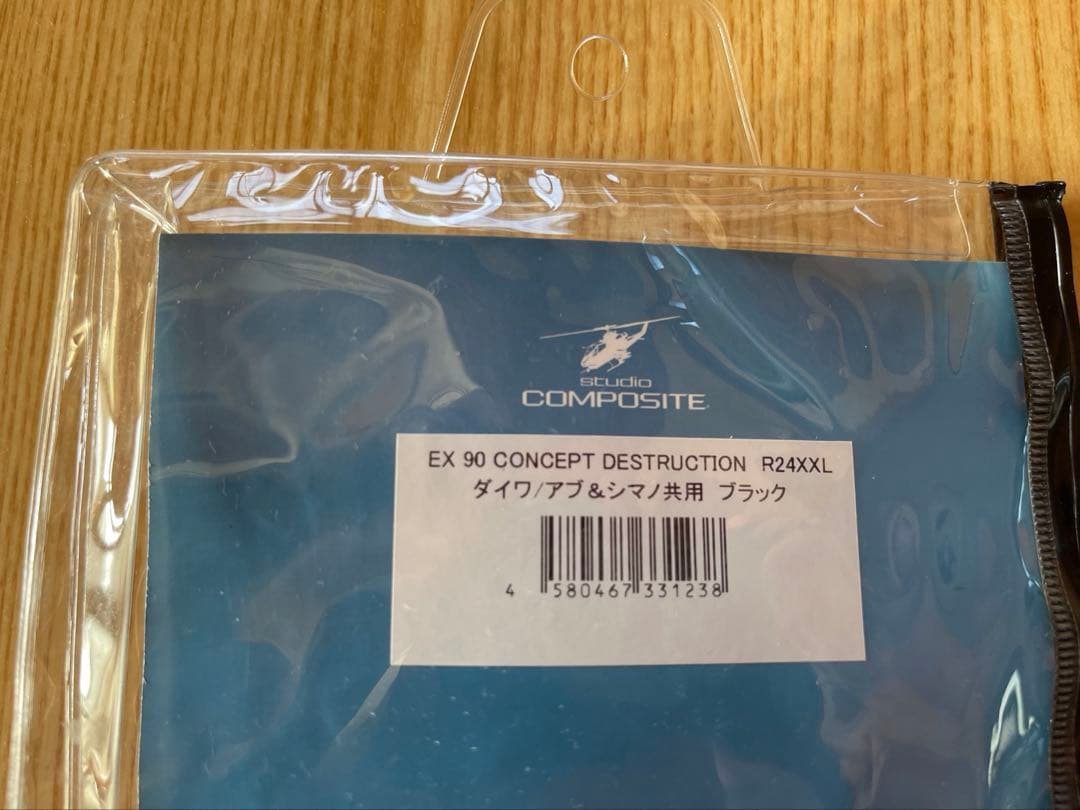 studio
COMPOSITE
EX 90 CONCEPT DESTRUCTION R24XXL
ダイワ/アブ&シマノ共用 ブラック
4 580467 331238